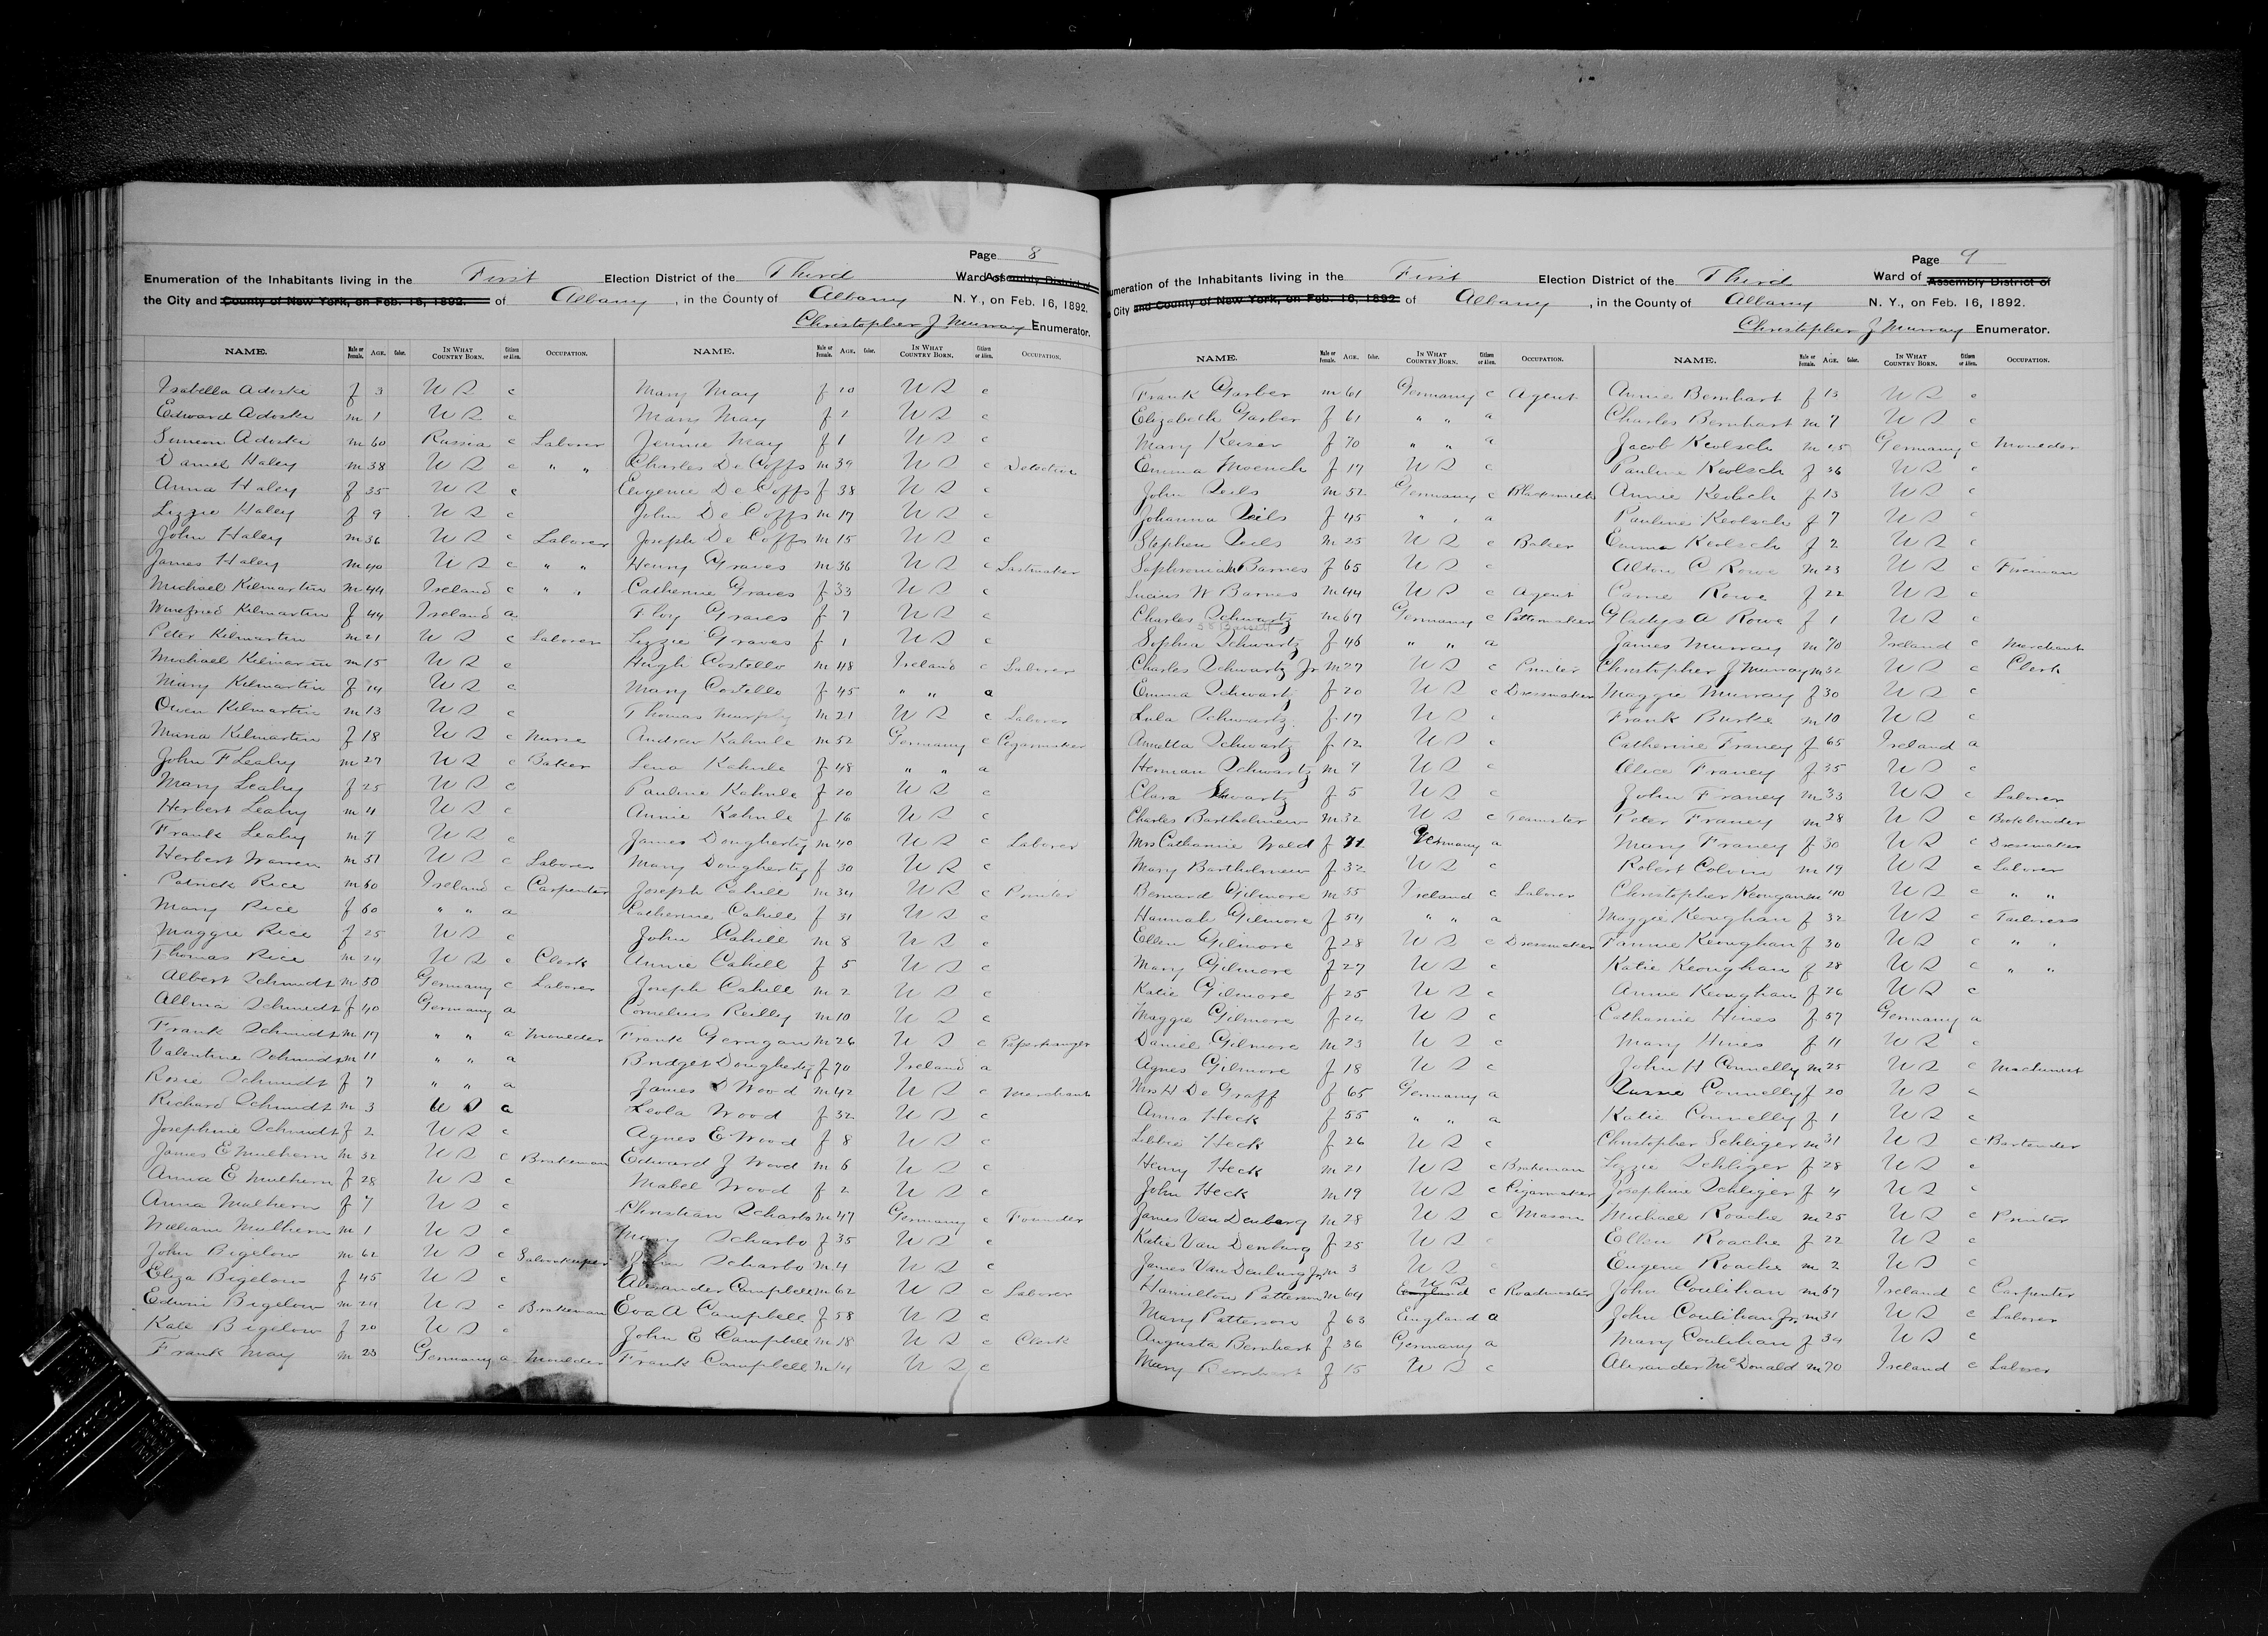 Page 8
Enumeration of the Inhabitants living in the First Election District of the Third Ward of Assembly District of
the City and County of New York, on Feb. 16, 1892. of Albany, in the County of Albany N. Y., on Feb. 16, 1892.
Christopher J Murray Enumerator.
NAME. Male or Female. AGE. Color. IN WHAT COUNTRY BORN. Citizen or Alien. OCCUPATION.
Isabella Adeske f 3 U S c
Edward Adeske m 1 U S c
Simeon Adeske m 60 Russia c Laborer
Daniel Haley m 38 U S c " "
Anna Haley f 35 U S c
Lizzie Haley f 9 U S c
John Haley m 36 U S c Laborer
James Haley m 40 U S c " "
Michael Kilmartin m 44 Ireland c " "
Winefred Kilmartin f 44 Ireland a
Peter Kilmartin m 21 U S c Laborer
Michael Kilmartin m 15 U S c
Mary Kilmartin f 14 U S c
Owen Kilmartin m 13 U S c
Maria Kilmartin f 18 U S c Nurse
John F Leahy m 27 U S c Baker
Mary Leahy f 25 U S c
Herbert Leahy m 4 U S c
Frank Leahy m 7 U S c
Herbert Warren m 51 U S c Laborer
Patrick Rice m 60 Ireland c Carpenter
Mary Rice f 60 " " a
Maggie Rice f 25 U S c
Thomas Rice m 24 U S c Clerk
Albert Schmidt m 50 Germany c Laborer
Allina Schmidt f 40 Germany a
Frank Schmidt m 17 " " a Moulder
Valentine Schmidt m 11 " " a
Rosie Schmidt f 7 " " a
Richard Schmidt m 3 U S c
Josephine Schmidt f 2 U S c
James E Mulhern m 32 U S c Brakeman
Anna E Mulhern f 28 U S c
Anna Mulhern f 7 U S c
William Mulhern m 1 U S c
John Bigelow m 62 U S c Saloonkeeper
Eliza Bigelow f 45 U S c
Edwin Bigelow m 24 U S c Brakeman
Kate Bigelow f 20 U S c
Frank May m 23 Germany a Moulder
NAME. Male or Female. AGE. Color. IN WHAT COUNTRY BORN. Citizen or Alien. OCCUPATION.
Mary May f 20 U S c
Mary May f 2 U S c
Jennie May f 1 U S c
Charles De Coffs m 39 U S c Detective
Eugenie De Coffs f 38 U S c
John De Coffs m 17 U S c
Joseph De Coffs m 15 U S c
Henry Graves m 36 U S c Lastmaker
Catherine Graves f 33 U S c
Floy Graves f 7 U S c
Lizzie Graves f 1 U S c
Hugh Costello m 48 Ireland c Laborer
Mary Costello f 45 " " a
Thomas Murphy m 21 U S c Laborer
Andrew Kahnle m 52 Germany c Cigarmaker
Lena Kahnle f 48 " " a
Pauline Kahnle f 20 U S c
Annie Kahnle f 16 U S c
James Dougherty m 40 U S c Laborer
Mary Dougherty f 30 U S c
Joseph Cahill m 34 U S c Printer
Catherine Cahill f 31 U S c
John Cahill m 8 U S c
Annie Cahill f 5 U S c
Joseph Cahill m 2 U S c
Cornelius Reilly m 10 U S c
Frank Gerrigan m 26 U S c Paperhanger
Bridget Dougherty f 70 Ireland a
James D Wood m 42 U S c Merchant
Leola Wood f 32 U S c
Agnes E Wood f 8 U S c
Edward J Wood m 6 U S c
Mabel Wood f 2 U S c
Christian Scharbo m 47 Germany c Founder
Mary Scharbo f 35 U S c
Scharbo m 4 U S c
Alexander Campbell m 62 U S c Laborer
Eva A Campbell f 58 U S c
John E Campbell m 18 U S c Clerk
Frank Campbell m 14 U S c
Page 9
umeration of the Inhabitants living in the First Election District of the Third Ward of Assembly District of
City and County of New York, on Feb. 16, 1892. of Albany, in the County of Albany N. Y., on Feb. 16, 1892.
Christopher J Murray Enumerator.
NAME. Male or Female. AGE. Color. IN WHAT COUNTRY BORN. Citizen or Alien. OCCUPATION.
Frank Garber m 61 Germany c Agent
Elizabeth Garber f 61 " " a
Mary Keiser f 70 " " a
Emma Moench f 17 U S c
John Seils m 52 Germany c Blacksmith
Johanna Seils f 45 " " a
Stephen Seils m 25 U S c Baker
Sophroniah Barnes f 65 U S c
Lucius W Barnes m 44 U S c Agent
Charles Schwartz m 67 Germany c Patternmaker
Sophia Schwartz f 46 " " a
Charles Schwartz Jr m 27 U S c Printer
Emma Schwartz f 20 U S c Dressmaker
Lula Schwartz f 17 U S c
Annetta Schwartz f 12 U S c
Herman Schwartz m 7 U S c
Clara Schwartz f 5 U S c
Charles Bartholmew m 32 U S c Teamster
Mrs Catharine Wald f 71 Germany a
Mary Bartholmew f 32 U S c
Bernard Gilmore m 55 Ireland c Laborer
Hannah Gilmore f 54 " " a
Ellen Gilmore f 28 U S c Dressmaker
Mary Gilmore f 27 U S c
Katie Gilmore f 25 U S c
Maggie Gilmore f 24 U S c
Daniel Gilmore m 23 U S c
Agnes Gilmore f 18 U S c
Mrs H De Graff f 65 Germany a
Anna Heck f 55 " " a
Libbie Heck f 26 U S c
Henry Heck m 21 U S c Brakeman
John Heck m 19 U S c Cigarmaker
James Van Denburg m 28 U S c Mason
Katie Van Denburg f 25 U S c
James Van Denburg Jr m 3 U S c
Hamilton Patterson m 64 England U S c Roadmaster
Mary Patterson f 63 England a
Augusta Bernhart f 36 Germany a
Mary Bernhart f 15 U S c
NAME. Male or Female. AGE. Color. IN WHAT COUNTRY BORN. Citizen or Alien. OCCUPATION.
Annie Bernhart f 13 U S c
Charles Bernhart m 7 U S c
Jacob Keolsch m Germany c Moulder
Pauline Keolsch f 36 U S c
Annie Keolsch f 13 U S c
Pauline Keolsch f 7 U S c
Emma Keolsch f 2 U S c
Alton C Rowe m 23 U S c Fireman
Carrie Rowe f 22 U S c
Gladys A Rowe f 1 U S c
James Murray m 70 Ireland c Merchant
Christopher J Murray m 32 U S c Clerk
Maggie Murray f 30 U S c
Frank Burke m 10 U S c
Catherine Franey f 65 Ireland a
Alice Franey f 35 U S c
John Franey m 33 U S c Laborer
Peter Franey m 28 U S c Bookbinder
Mary Franey f 30 U S c Dressmaker
Robert Colvin m 19 U S c Laborer
Christopher Keoughan m 40 U S c " "
Maggie Keoughan f 32 U S c Tailoress
Fannie Keoughan f 30 U S c " "
Katie Keoughan f 28 U S c " "
Annie Keoughan f 26 U S c
Catharine Hines f 57 Germany a
Mary Hines f 11 U S c
John H Connelly m 25 U S c Machinist
Connelly f 20 U S c
Katie Connelly f 1 U S c
Christopher Schliger m 31 U S c Bartender
Lizzie Schliger f 28 U S c
Josephine Schliger f 4 U S c
Michael Roache m 25 U S c Printer
Ellen Roache f 22 U S c
Eugene Roache m 2 U S c
John Coulihan m 67 Ireland c Carpenter
John Coulihan Jr m 31 U S c Laborer
Mary Coulihan f 34 U S c
Alexander McDonald m 70 Ireland c Laborer